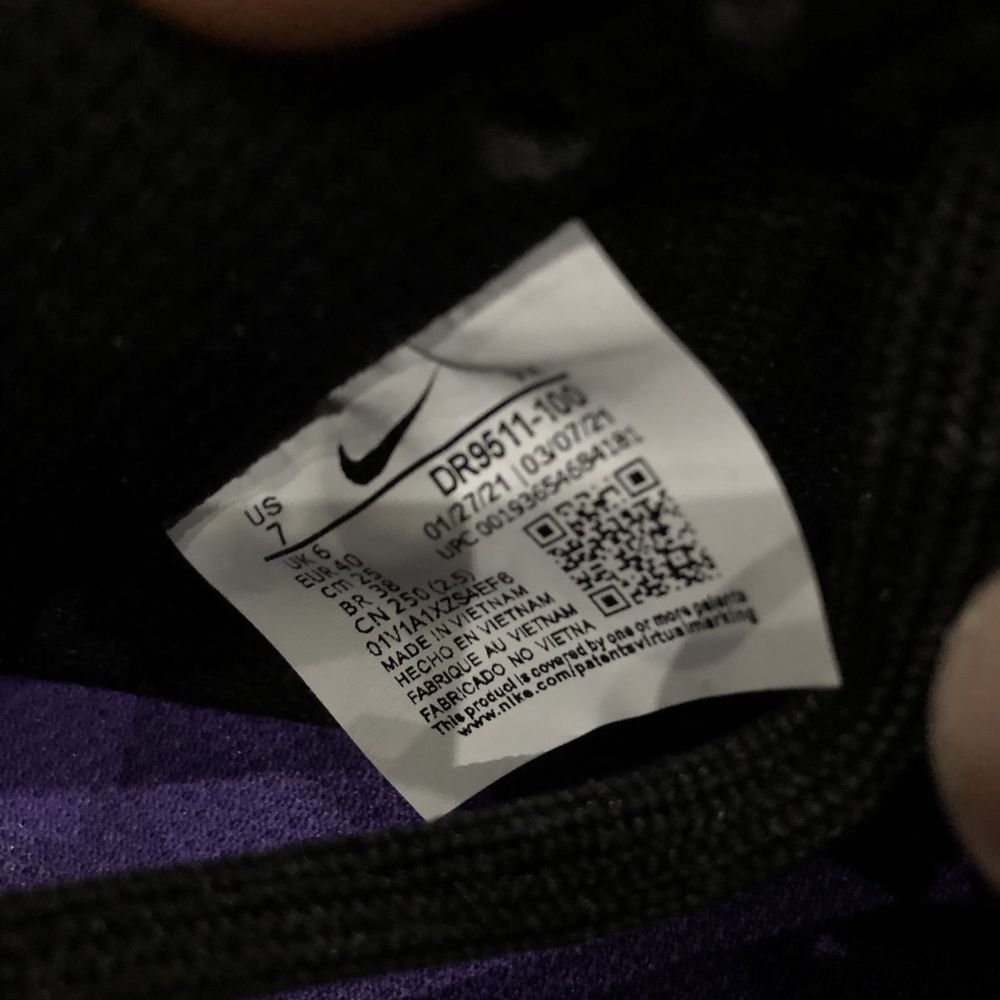 US
7
UK 6
EUR 40
cm 25
BR 38
CN 250 (2.5)
01V1A1XZS4EF6
MADE IN VIETNAM
HECHO EN VIETNAM
FABRIQUE AU VIETNAM
FABRICADO NO VIETNA
This product is covered by one or more patents
www.nike.com/patentsvirtualmarking
DR9511-100
01/27/21 | 03/07/21
UPC 00193654684181